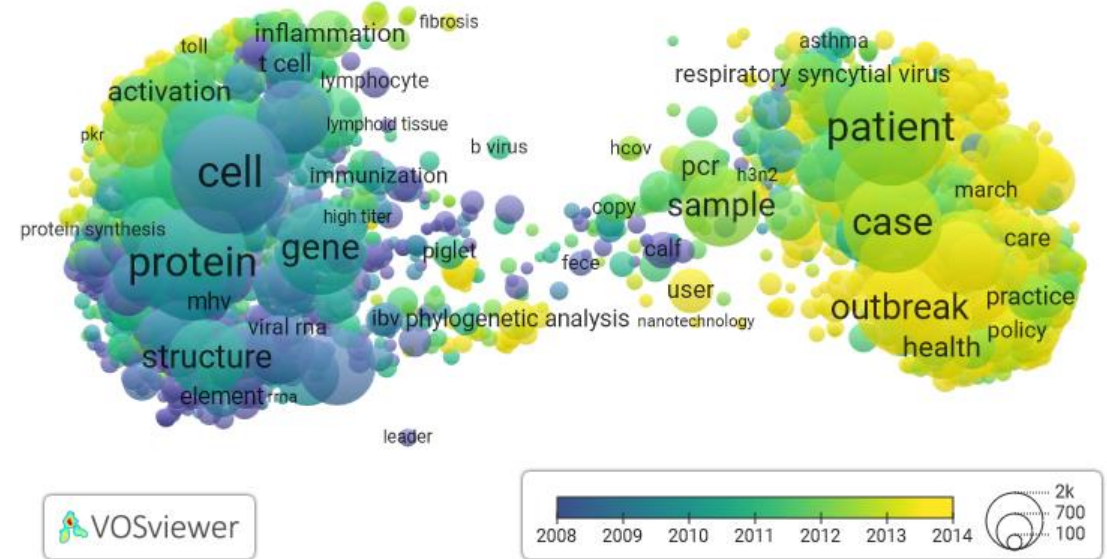 fibrosis
inflammation
toll
asthma
t cell
respiratory syncytial virus
lymphocyte
activation
lymphoid tissue
patient
pkr
b virus
hcov
cell
pcr
h3n2
immunization
march
copy
sample
high titer
case
protein synthesis
gene
piglet
calf
care
protein
fece
mhv
user
outbreak
practice
ibv phylogenetic analysis
nanotechnology
viral rna
policy
structure
health
element
rrna
leader
VOSviewer
2k
700
100
2008 2009 2010 2011 2012 2013 2014